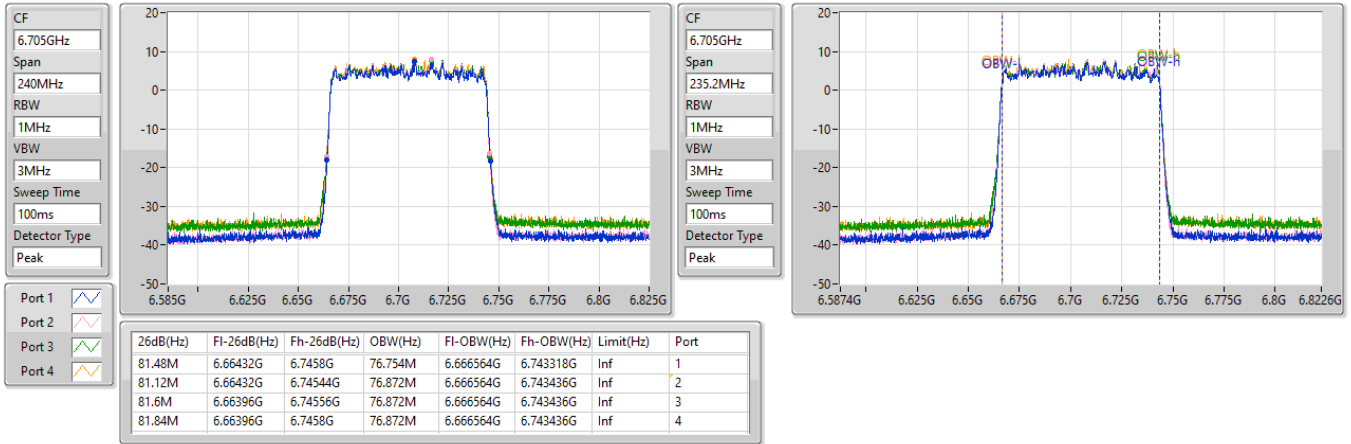 CF
6.705GHz
Span
240MHz
RBW
1MHz
VBW
3MHz
Sweep Time
100ms
Detector Type
Peak
20
10
0
-10
-20
-30
-40
-50
6.585G 6.625G 6.65G 6.675G 6.7G 6.725G 6.775G 6.8G 6.825G
CF
6.705GHz
Span
235.2MHz
RBW
1MHz
VBW
3MHz
Sweep Time
100ms
Detector Type
Peak
20
10
0
-10
-20
-30
-40
-50
OBW-h
OBW-h
6.5874G 6.625G 6.65G 6.675G 6.7G 6.725G 6.775G 6.8G 6.8226G
Port 1
Port 2
Port 3
Port 4
26dB(Hz) Fl-26dB(Hz) Fh-26dB(Hz) OBW(Hz) Fl-OBW(Hz) Fh-OBW(Hz) Limit(Hz) Port
81.48M 6.66432G 6.7458G 76.754M 6.666564G 6.743318G Inf 1
81.12M 6.66432G 6.74544G 76.872M 6.666564G 6.743436G Inf 2
81.6M 6.66396G 6.74556G 76.872M 6.666564G 6.743436G Inf 3
81.84M 6.66396G 6.7458G 76.872M 6.666564G 6.743436G Inf 4